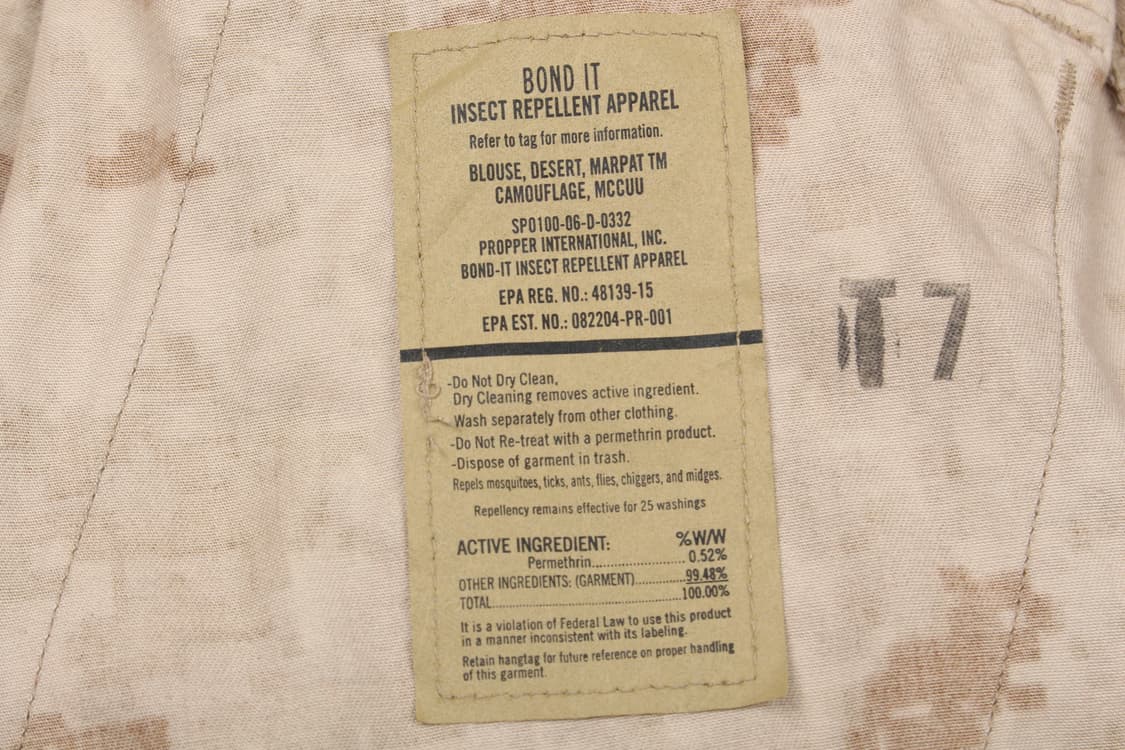 BOND IT
INSECT REPELLENT APPAREL
Refer to tag for more information.
BLOUSE, DESERT, MARPAT TM
CAMOUFLAGE, MCCUU
SP0100-06-D-0332
PROPPER INTERNATIONAL, INC.
BOND-IT INSECT REPELLENT APPAREL
EPA REG. NO.: 48139-15
EPA EST. NO.: 082204-PR-001
-Do Not Dry Clean,
Dry Cleaning removes active ingredient.
-Wash separately from other clothing.
-Do Not Re-treat with a permethrin product.
-Dispose of garment in trash.
Repels mosquitoes, ticks, ants, flies, chiggers, and midges.
Repellency remains effective for 25 washings
ACTIVE INGREDIENT: %W/W
Permethrin.......................0.52%
OTHER INGREDIENTS: (GARMENT)...........99.48%
TOTAL.............................................100.00%
It is a violation of Federal Law to use this product
in a manner inconsistent with its labeling.
Retain hangtag for future reference on proper handling
of this garment.
7